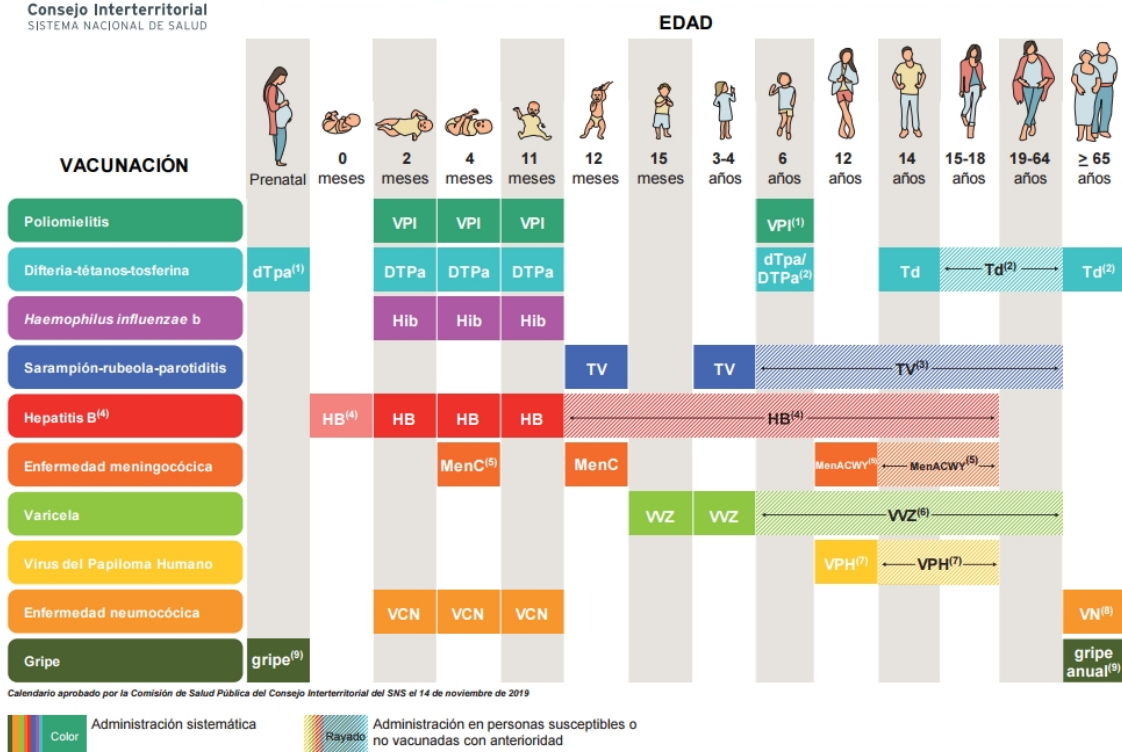 Consejo Interterritorial
SISTEMA NACIONAL DE SALUD
EDAD
VACUNACIÓN
Prenatal
0
meses
2
meses
4
meses
11
meses
12
meses
15
meses
3-4
años
6
años
12
años
14
años
15-18
años
19-64
años
≥ 65
años
Poliomielitis
VPI VPI VPI VPI(1)
Difteria-tétanos-tosferina
dTpa(1) DTPa DTPa DTPa dTpa/
DTPa(2) Td Td(2) Td(2)
Haemophilus influenzae b
Hib Hib Hib
Sarampión-rubeola-parotiditis
TV TV TV(3)
Hepatitis B(4)
HB(4) HB HB HB HB(4)
Enfermedad meningocócica
MenC(5) MenC MenACWY(5) MenACWY(5)
Varicela
VVZ VVZ VVZ(6)
Virus del Papiloma Humano
VPH(7) VPH(7)
Enfermedad neumocócica
VCN VCN VCN VN(8)
Gripe
gripe(9) gripe
anual(9)
Calendario aprobado por la Comisión de Salud Pública del Consejo Interterritorial del SNS el 14 de noviembre de 2019
Color Administración sistemática
Rayado Administración en personas susceptibles o
no vacunadas con anterioridad